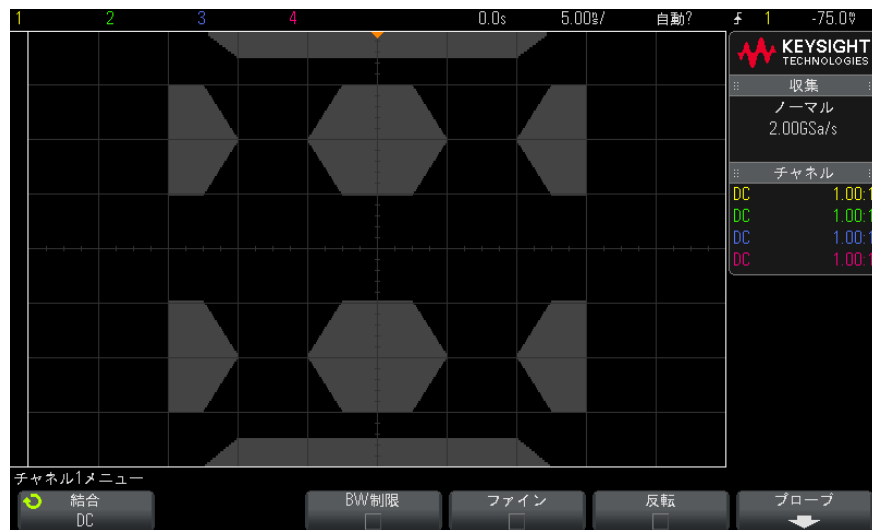 1 2 3 4 0.0s 5.00㎱/ 自動? 1 -75.0
KEYSIGHT
TECHNOLOGIES
収集
ノーマル
2.00GSa/s
チャネル
DC 1.00:1
DC 1.00:1
DC 1.00:1
DC 1.00:1
チャネル1メニュー
結合
DC
BW制限
ファイン
反転
プローブ